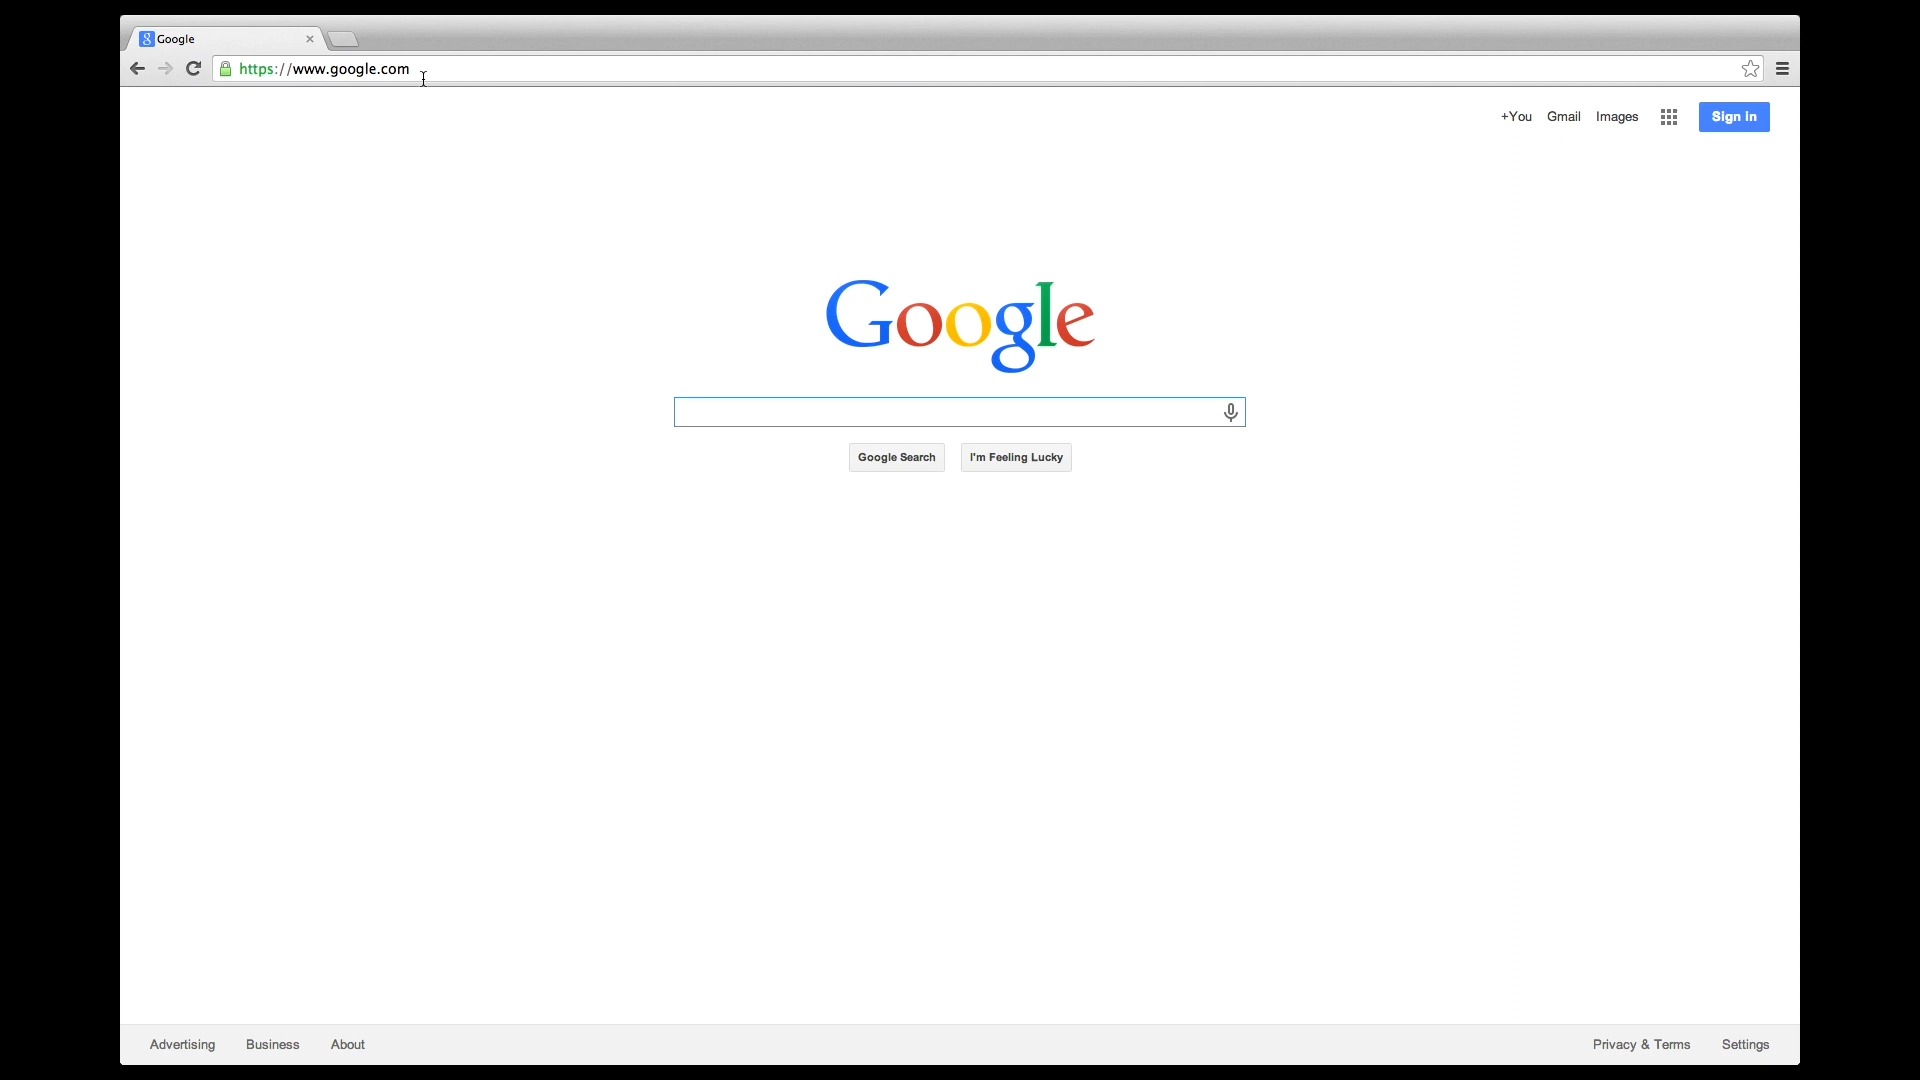 Google
https://www.google.com
+You Gmail Images Sign in
Google
Google Search I'm Feeling Lucky
Advertising Business About Privacy & Terms Settings